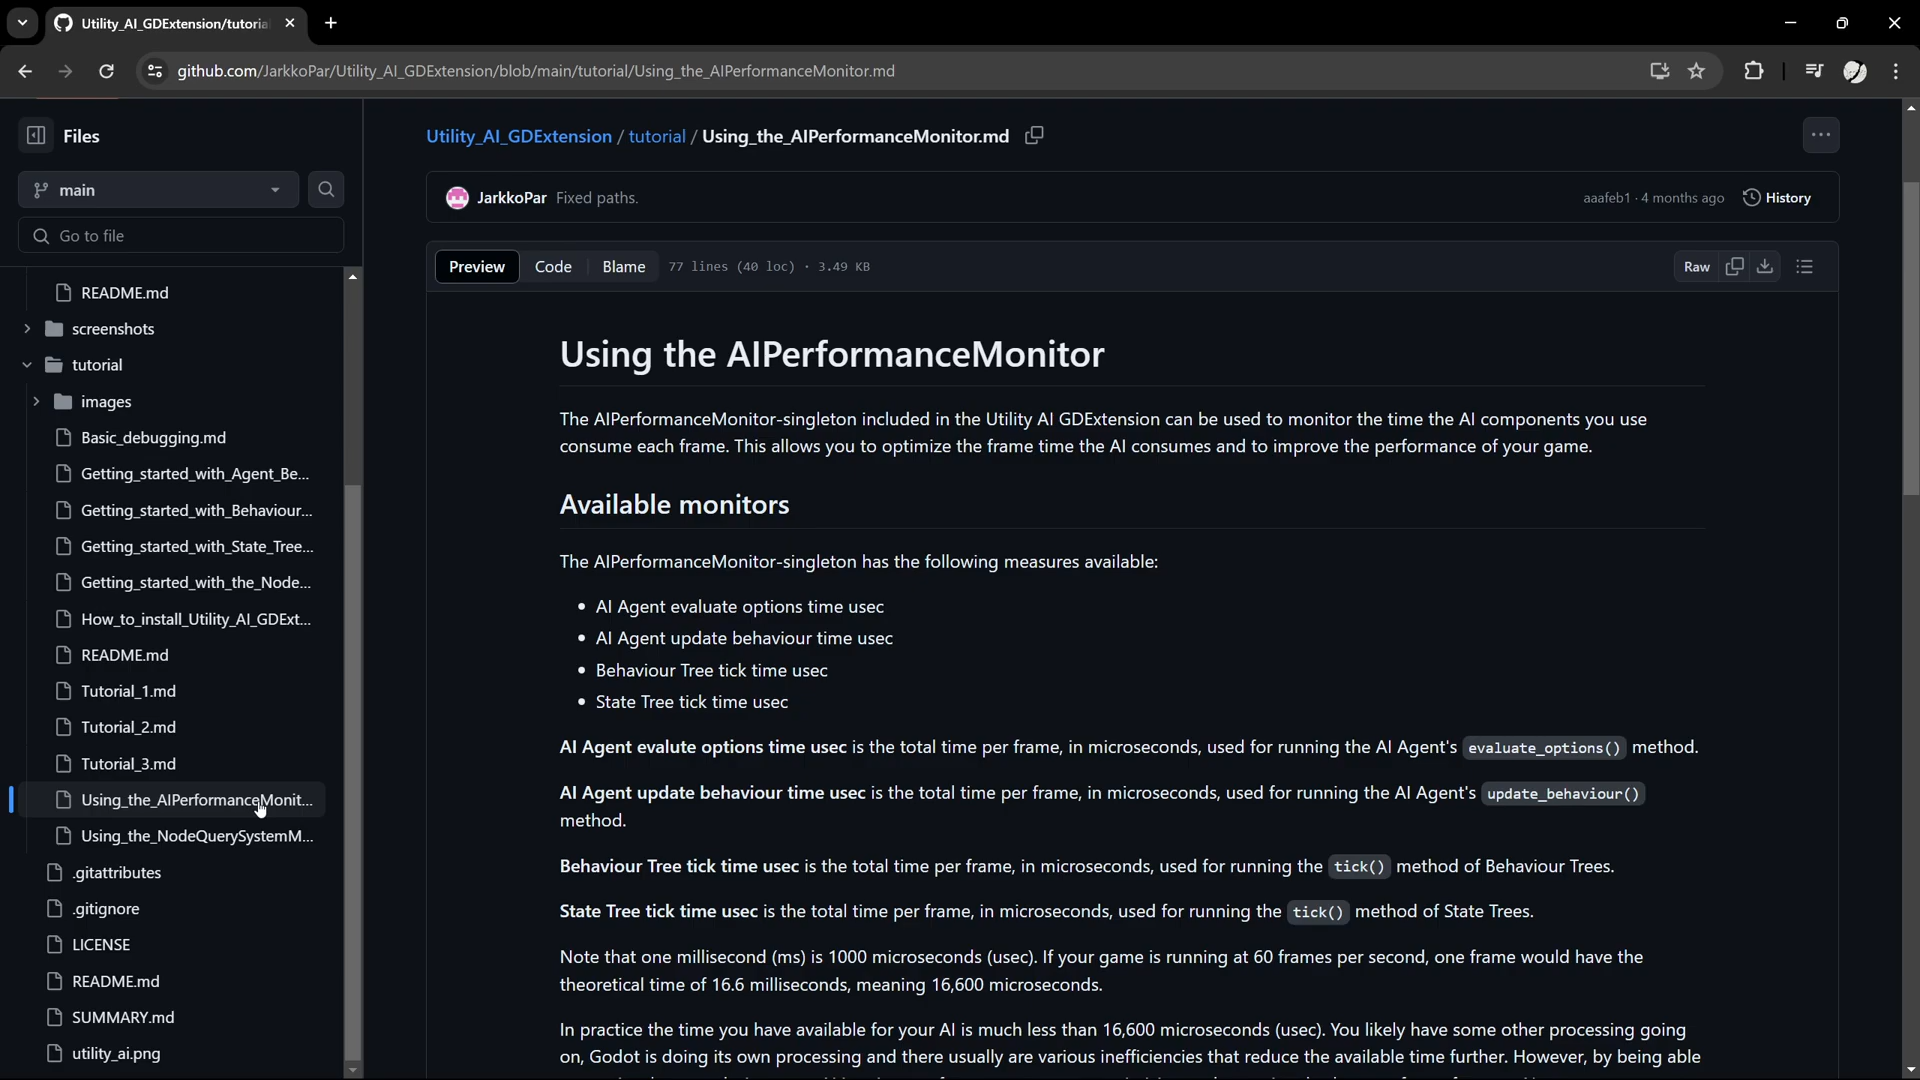 Utility_AI_GDExtension/tutoria
github.com/JarkkoPar/Utility_AI_GDExtension/blob/main/tutorial/Using_the_AIPerformanceMonitor.md
Files
main
Go to file
README.md
screenshots
tutorial
images
Basic_debugging.md
Getting_started_with_Agent_Be...
Getting_started_with_Behaviour...
Getting_started_with_State_Tree...
Getting_started_with_the_Node...
How_to_install_Utility_AI_GDExt...
README.md
Tutorial_1.md
Tutorial_2.md
Tutorial_3.md
Using_the_AIPerformanceMonit...
Using_the_NodeQuerySystemM...
.gitattributes
.gitignore
LICENSE
README.md
SUMMARY.md
utility_ai.png
Utility_AI_GDExtension / tutorial / Using_the_AIPerformanceMonitor.md
JarkkoPar Fixed paths. aaafeb1 · 4 months ago History
Preview Code Blame 77 lines (40 loc) · 3.49 KB Raw
Using the AIPerformanceMonitor
The AIPerformanceMonitor-singleton included in the Utility AI GDExtension can be used to monitor the time the AI components you use
consume each frame. This allows you to optimize the frame time the AI consumes and to improve the performance of your game.
Available monitors
The AIPerformanceMonitor-singleton has the following measures available:
• AI Agent evaluate options time usec
• AI Agent update behaviour time usec
• Behaviour Tree tick time usec
• State Tree tick time usec
AI Agent evalute options time usec is the total time per frame, in microseconds, used for running the AI Agent's evaluate_options() method.
AI Agent update behaviour time usec is the total time per frame, in microseconds, used for running the AI Agent's update_behaviour()
method.
Behaviour Tree tick time usec is the total time per frame, in microseconds, used for running the tick() method of Behaviour Trees.
State Tree tick time usec is the total time per frame, in microseconds, used for running the tick() method of State Trees.
Note that one millisecond (ms) is 1000 microseconds (usec). If your game is running at 60 frames per second, one frame would have the
theoretical time of 16.6 milliseconds, meaning 16,600 microseconds.
In practice the time you have available for your AI is much less than 16,600 microseconds (usec). You likely have some other processing going
on, Godot is doing its own processing and there usually are various inefficiencies that reduce the available time further. However, by being able